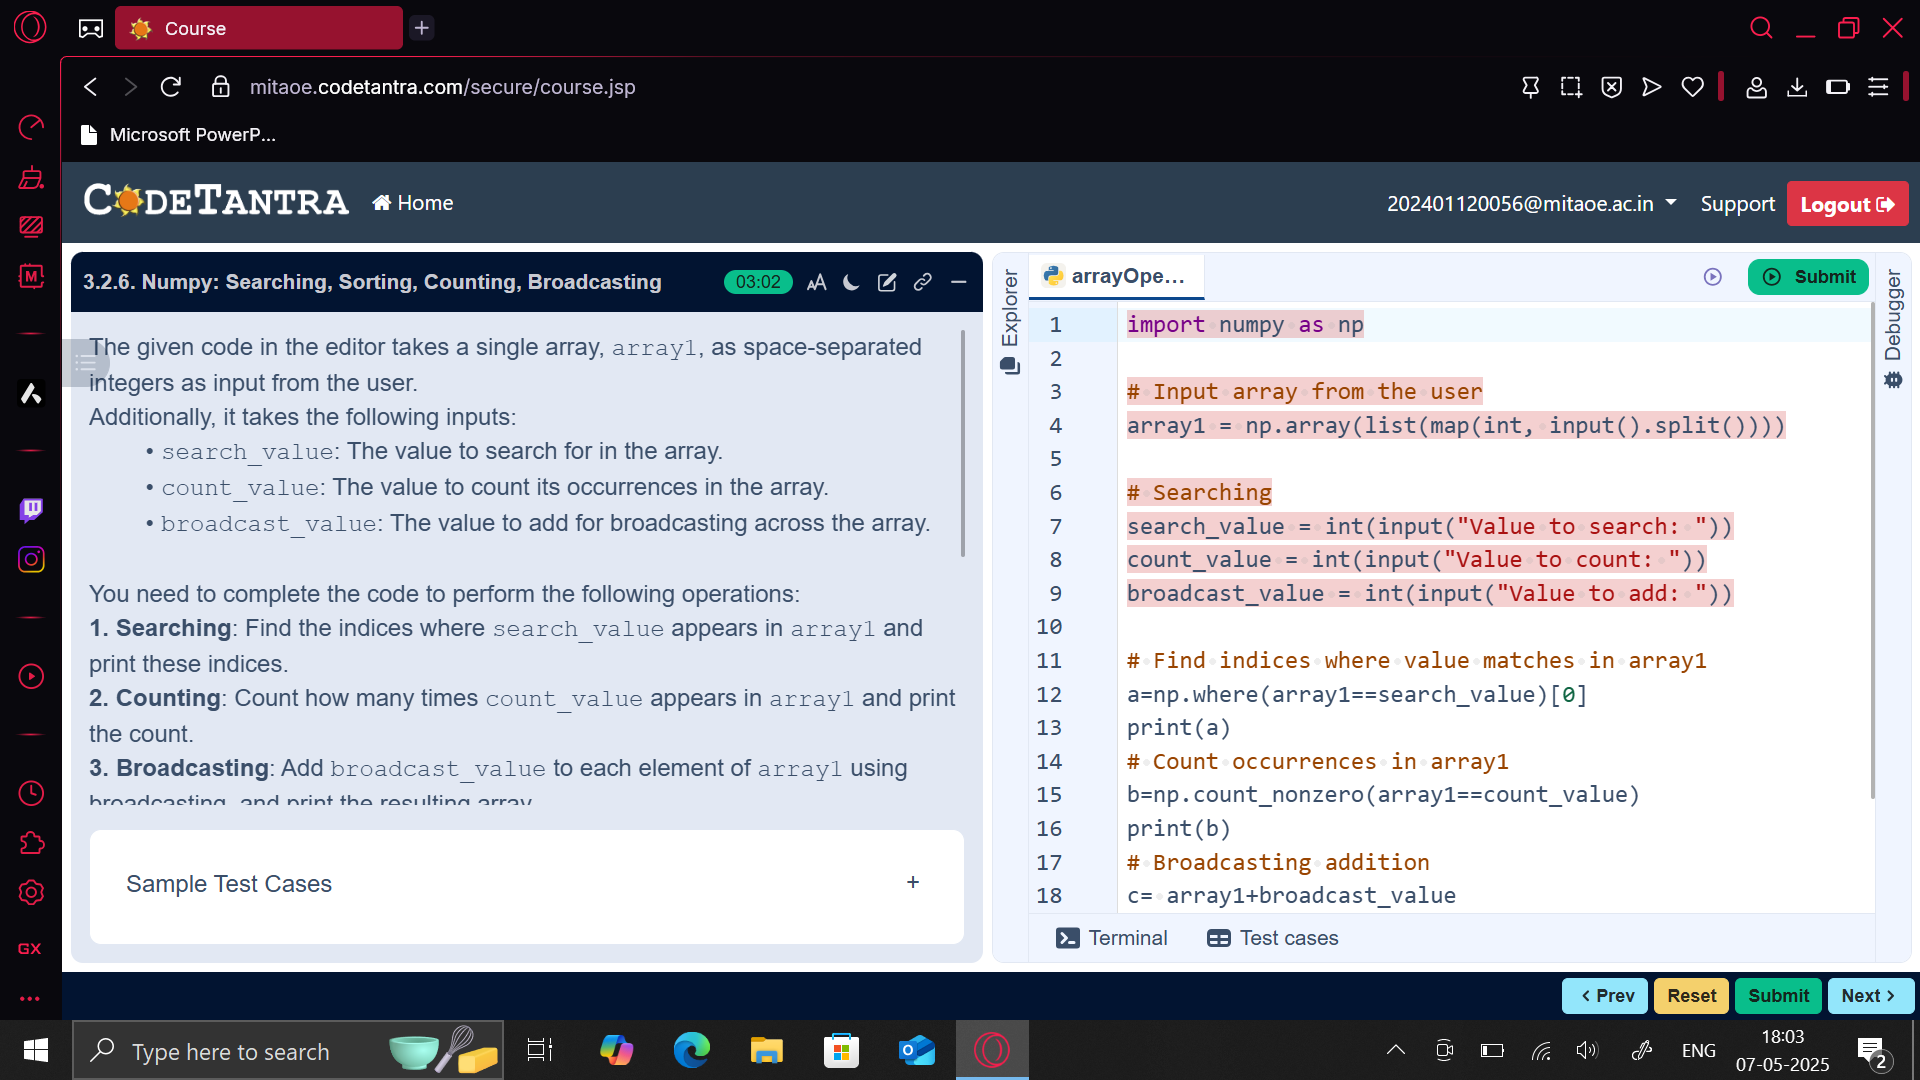 Course
mitaoe.codetantra.com/secure/course.jsp
Microsoft PowerP...
CODETANTRA
Home
202401120056@mitaoe.ac.in
Support
Logout
3.2.6. Numpy: Searching, Sorting, Counting, Broadcasting
03:02
The given code in the editor takes a single array, array1, as space-separated
integers as input from the user.
Additionally, it takes the following inputs:
• search_value: The value to search for in the array.
• count_value: The value to count its occurrences in the array.
• broadcast_value: The value to add for broadcasting across the array.
You need to complete the code to perform the following operations:
1. Searching: Find the indices where search_value appears in array1 and
print these indices.
2. Counting: Count how many times count_value appears in array1 and print
the count.
3. Broadcasting: Add broadcast_value to each element of array1 using
broadcasting, and print the resulting array
Sample Test Cases
+
Explorer
arrayOpe...
Submit
Debugger
1 import numpy as np
2
3 # Input array from the user
4 array1 = np.array(list(map(int, input().split())))
5
6 # Searching
7 search_value = int(input("Value to search: "))
8 count_value = int(input("Value to count: "))
9 broadcast_value = int(input("Value to add: "))
10
11 # Find indices where value matches in array1
12 a=np.where(array1==search_value)[0]
13 print(a)
14 # Count occurrences in array1
15 b=np.count_nonzero(array1==count_value)
16 print(b)
17 # Broadcasting addition
18 c= array1+broadcast_value
Terminal
Test cases
Prev
Reset
Submit
Next
M
GX
Type here to search
ENG
18:03
07-05-2025
2